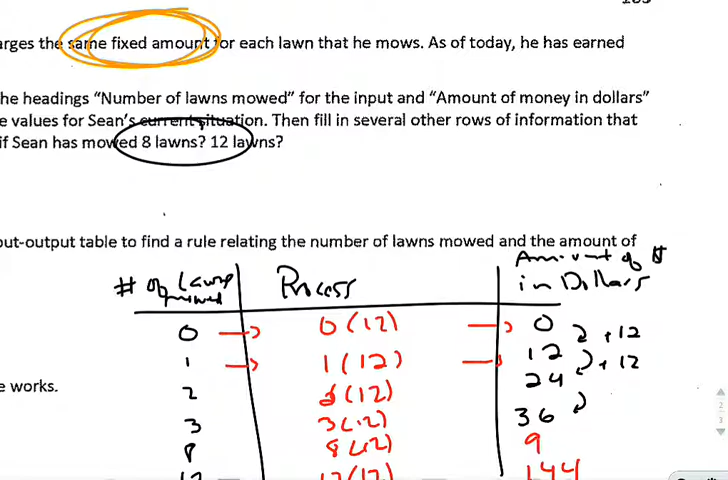 arges the same fixed amount for each lawn that he mows. As of today, he has earned
he headings “Number of lawns mowed” for the input and “Amount of money in dollars”
e values for Sean’s current situation. Then fill in several other rows of information that
if Sean has mowed 8 lawns? 12 lawns?
out-output table to find a rule relating the number of lawns mowed and the amount of
# of Lawns mowed Process Amount of $ in Dollars
0 0(12) 0
+12
1 1(12) 12
+12
e works.
2 (12) 24
3 3(12) 36
8 8(12) 9
12 12(12) 144